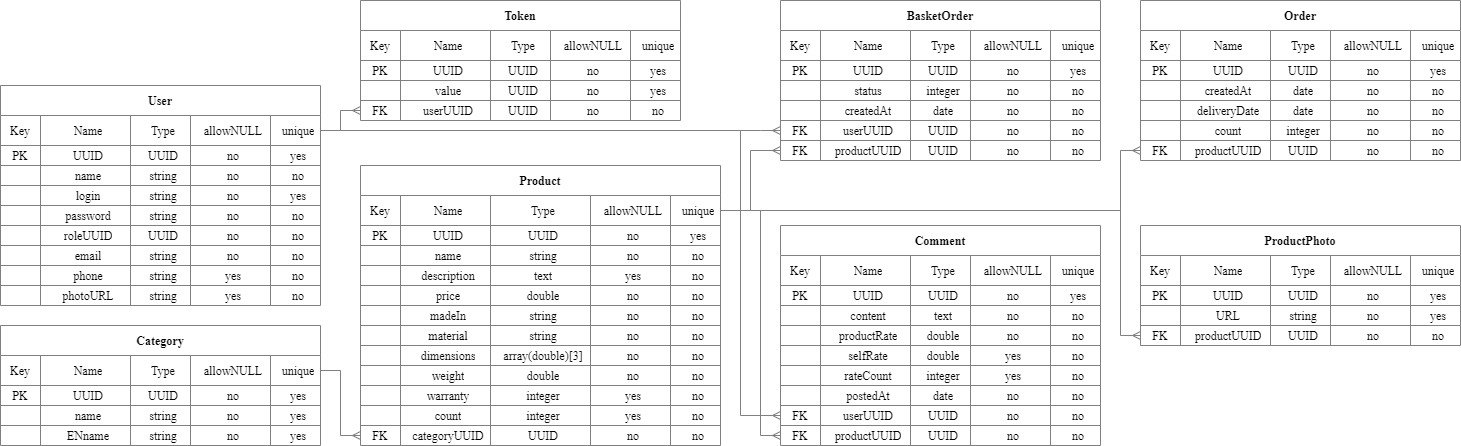 User
Key Name Type allowNULL unique
PK UUID UUID no yes
name string no no
login string no yes
password string no no
roleUUID UUID no no
email string no no
phone string yes no
photoURL string yes no
Category
Key Name Type allowNULL unique
PK UUID UUID no yes
name string no yes
ENname string no yes
Token
Key Name Type allowNULL unique
PK UUID UUID no yes
value UUID no yes
FK userUUID UUID no no
Product
Key Name Type allowNULL unique
PK UUID UUID no yes
name string no no
description text yes no
price double no no
madeIn string no no
material string no no
dimensions array(double)[3] no no
weight double no no
warranty integer yes no
count integer yes no
FK categoryUUID UUID no no
BasketOrder
Key Name Type allowNULL unique
PK UUID UUID no yes
status integer no no
createdAt date no no
FK userUUID UUID no no
FK productUUID UUID no no
Comment
Key Name Type allowNULL unique
PK UUID UUID no yes
content text no no
productRate double no no
selfRate double yes no
rateCount integer yes no
postedAt date no no
FK userUUID UUID no no
FK productUUID UUID no no
Order
Key Name Type allowNULL unique
PK UUID UUID no yes
createdAt date no no
deliveryDate date no no
count integer no no
FK productUUID UUID no no
ProductPhoto
Key Name Type allowNULL unique
PK UUID UUID no yes
URL string no yes
FK productUUID UUID no no